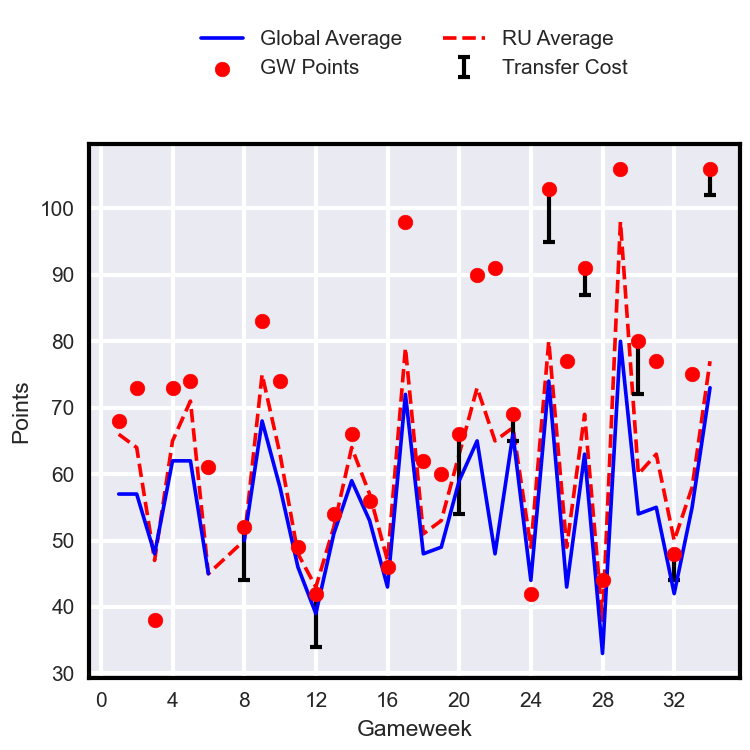 Global Average
RU Average
GW Points
Transfer Cost
100
90
80
70
60
50
40
30
Points
0 4 8 12 16 20 24 28 32
Gameweek